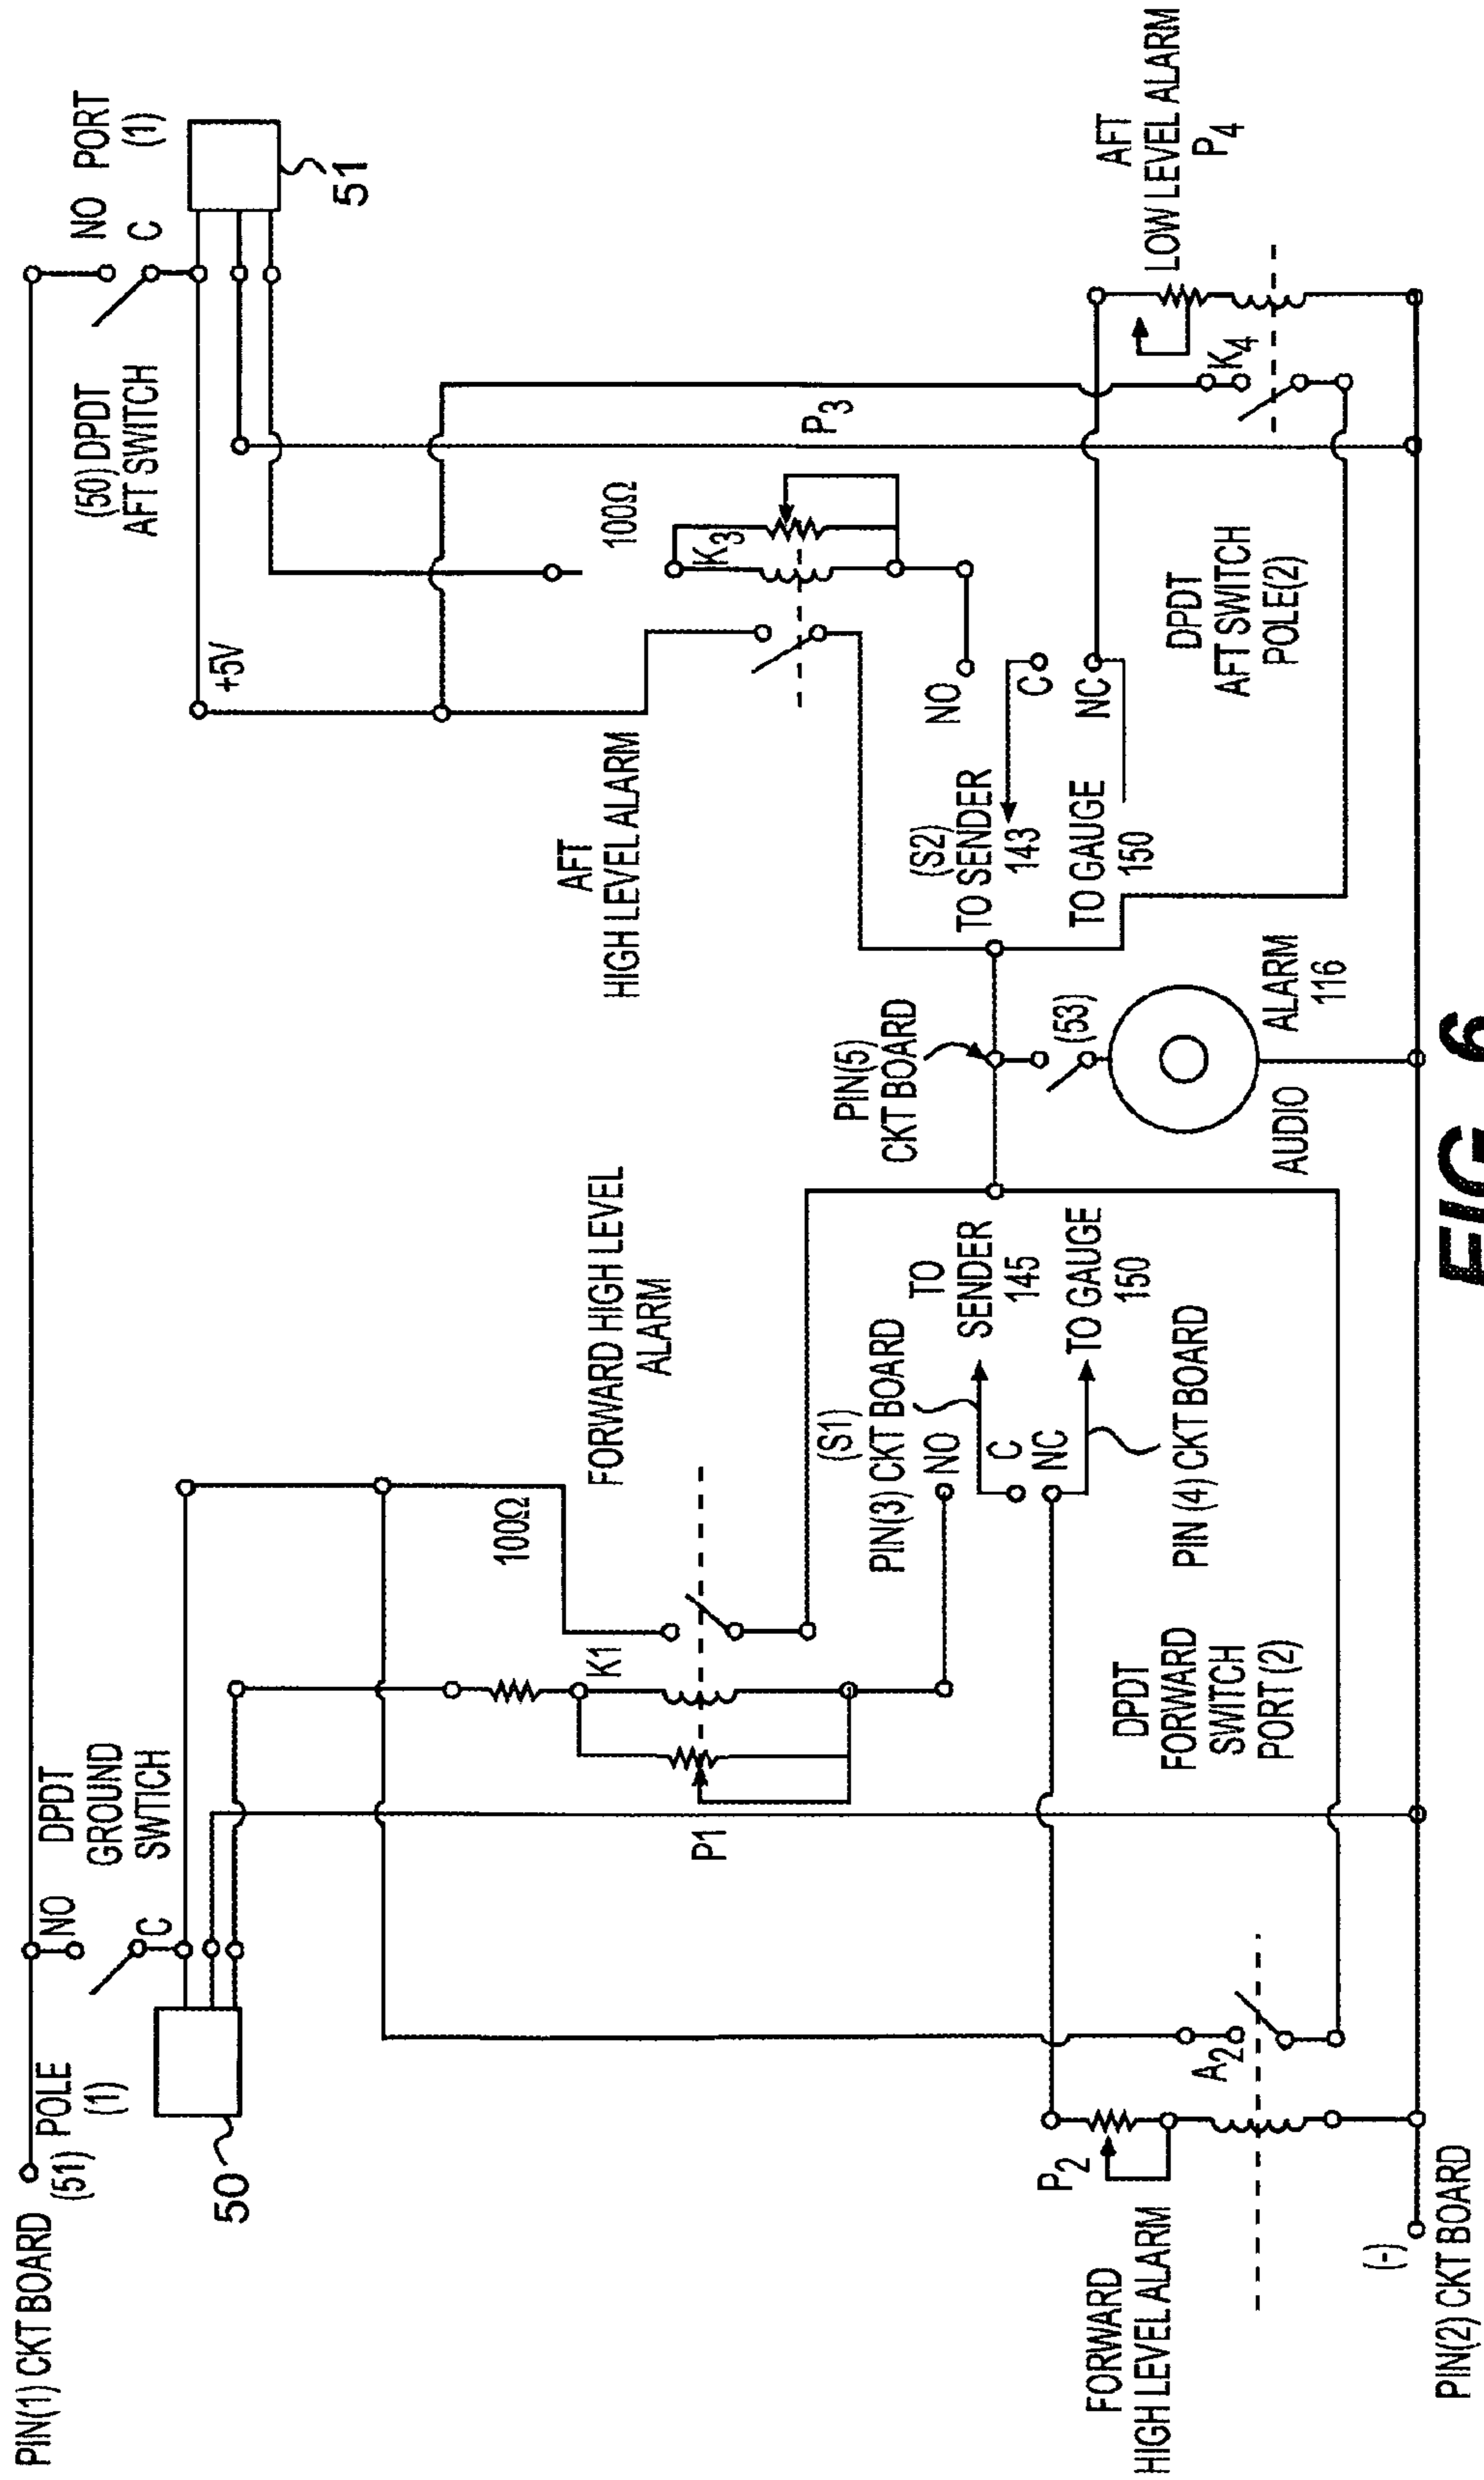 PIN(1) CKT BOARD
(51) POLE
(1)
NO DPDT
GROUND
SWTICH
C
50
(50) DPDT
AFT SWITCH
NO PORT
C (1)
51
+5V
100Ω
K1
P1
FORWARD HIGH LEVEL
ALARM
AFT
HIGH LEVEL ALARM
100Ω
K3
P3
(S1)
PIN(3) CKT BOARD
NO
C
NC
TO
SENDER
145
TO GAUGE
150
PIN (4) CKT BOARD
PIN(5)
CKT BOARD
(53)
AUDIO
ALARM
116
(S2)
TO SENDER
143
TO GAUGE
150
NO
C
NC
DPDT
AFT SWITCH
POLE(2)
K4
AFT
LOW LEVEL ALARM
P4
DPDT
FORWARD
SWITCH
PORT (2)
A2
P2
FORWARD
HIGH LEVEL ALARM
(-)
PIN(2) CKT BOARD
FIG. 6